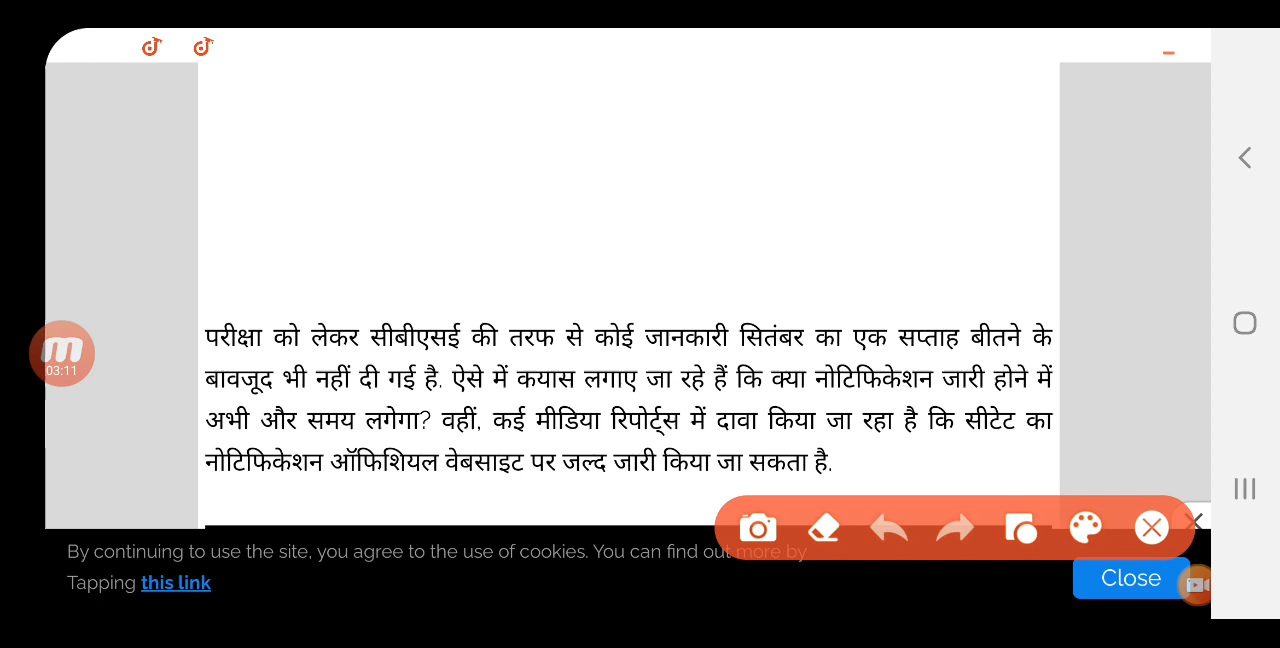 परीक्षा को लेकर सीबीएसई की तरफ से कोई जानकारी सितंबर का एक सप्ताह बीतने के
बावजूद भी नहीं दी गई है. ऐसे में कयास लगाए जा रहे हैं कि क्या नोटिफिकेशन जारी होने में
अभी और समय लगेगा? वहीं, कई मीडिया रिपोर्ट्स में दावा किया जा रहा है कि सीटेट का
नोटिफिकेशन ऑफिशियल वेबसाइट पर जल्द जारी किया जा सकता है.
03:11
By continuing to use the site, you agree to the use of cookies. You can find out more by
Tapping this link
Close